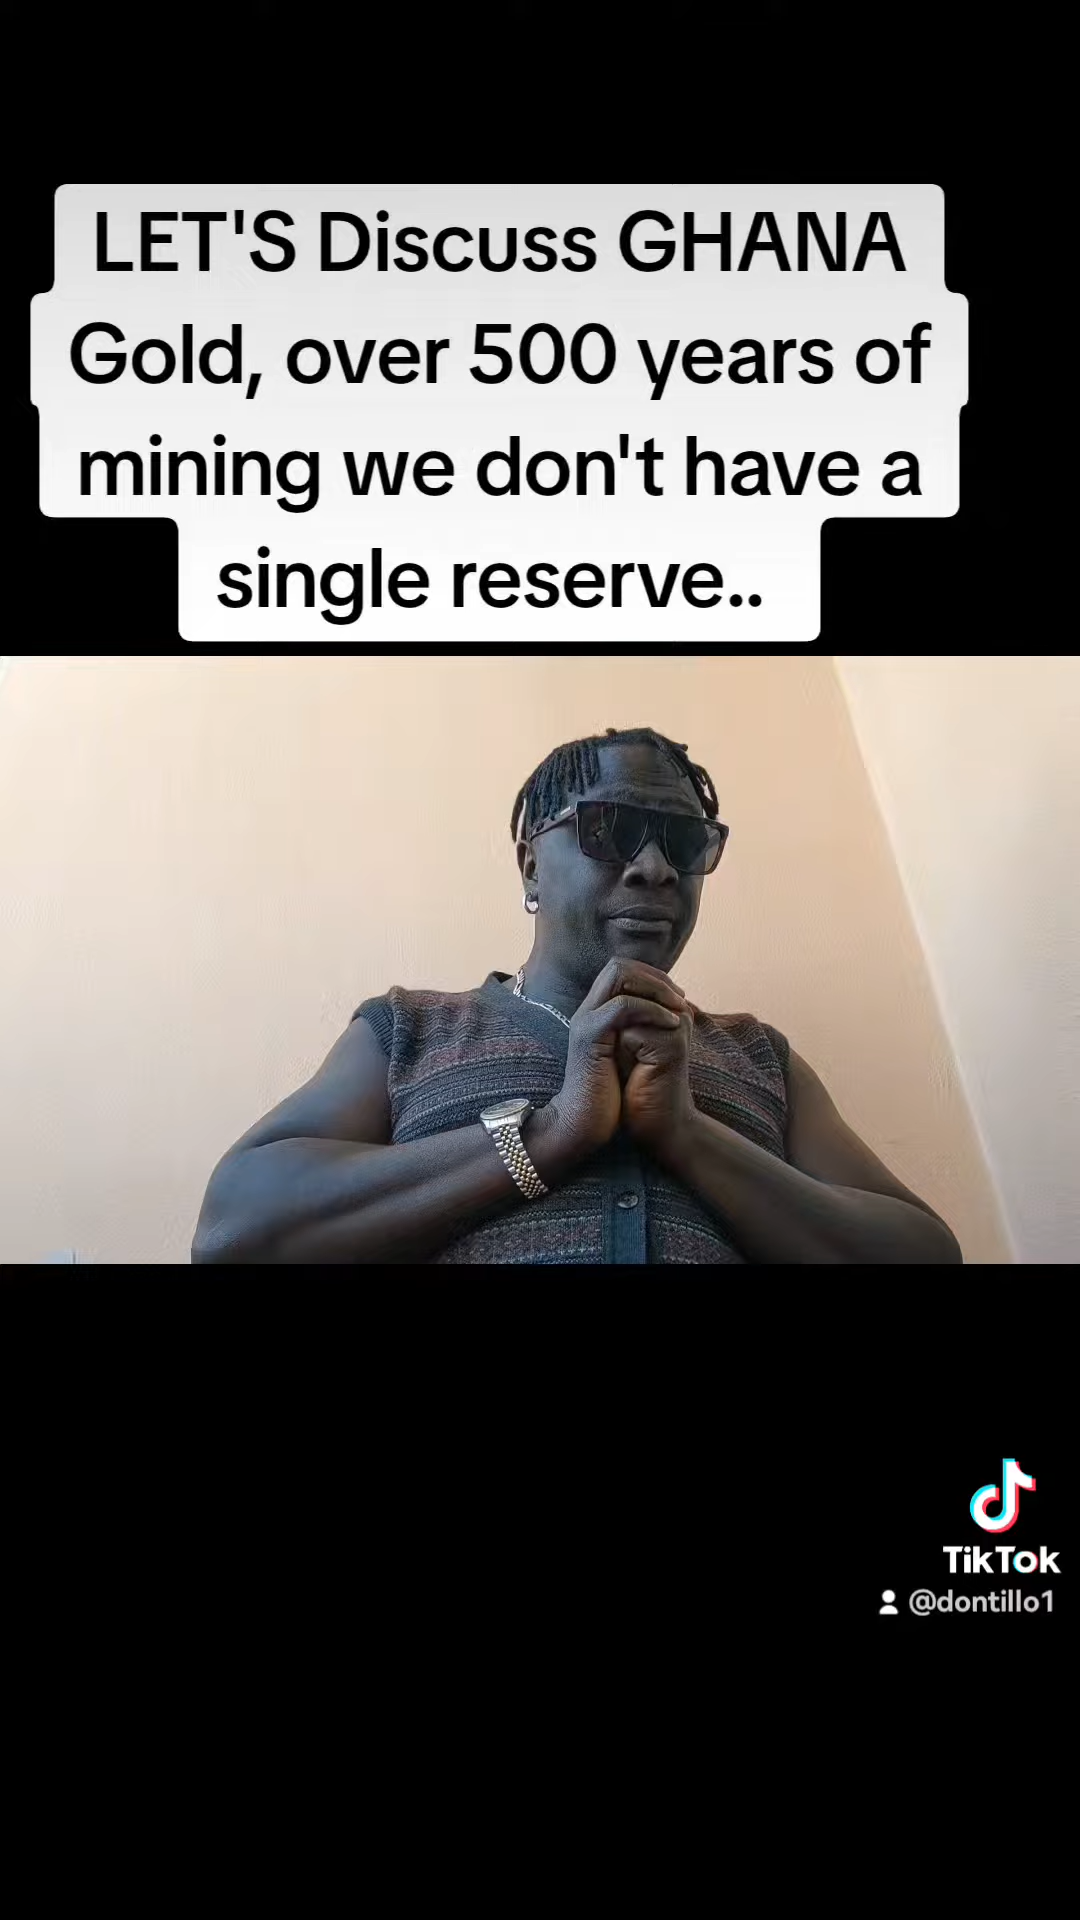 LET'S Discuss GHANA
Gold, over 500 years of
mining we don't have a
single reserve..
TikTok
@dontillo1